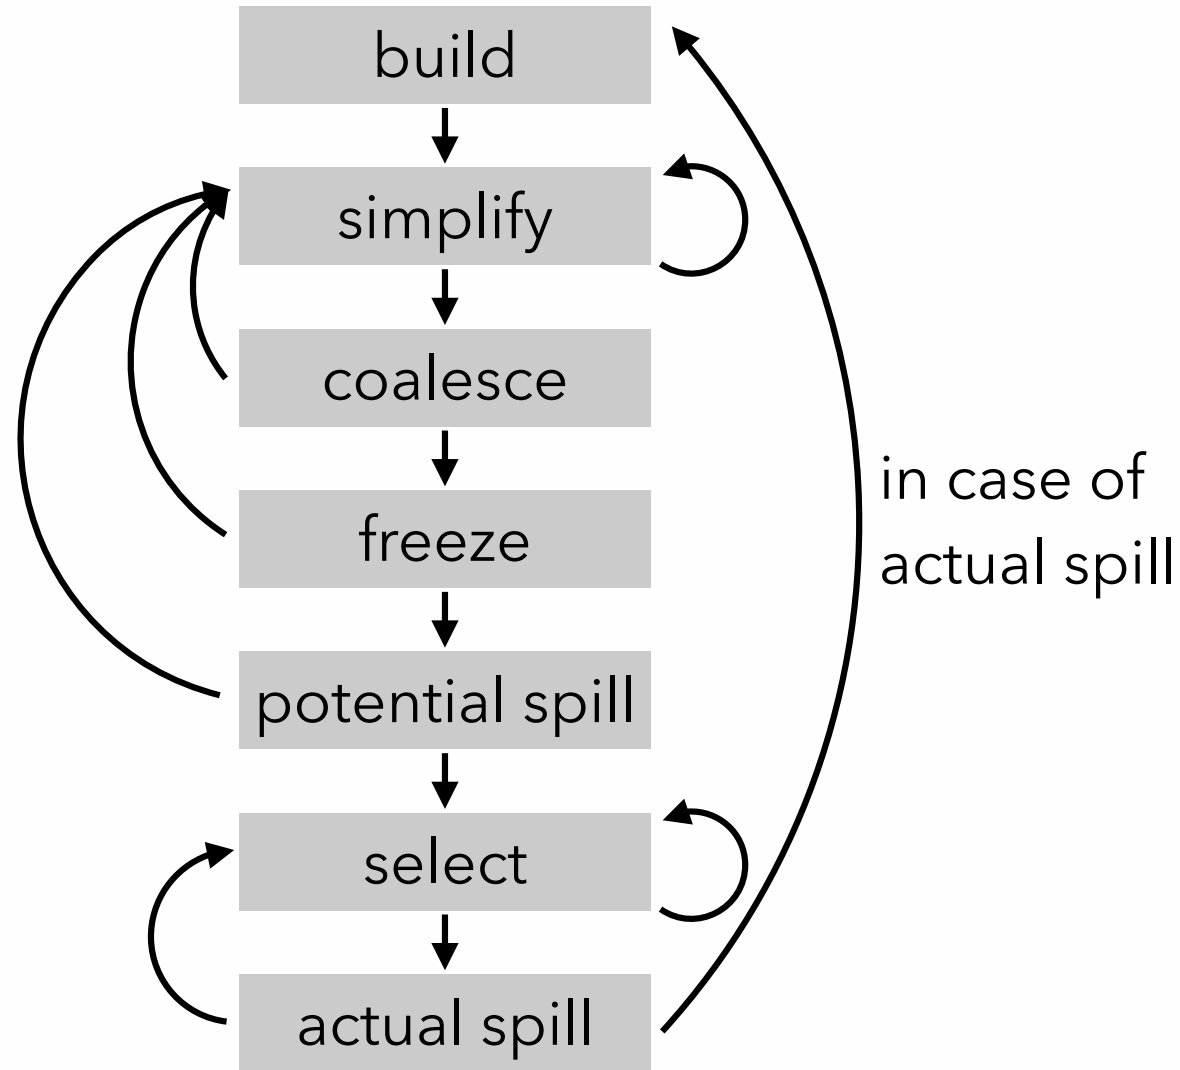 build
simplify
coalesce
freeze
in case of
actual spill
potential spill
select
actual spill